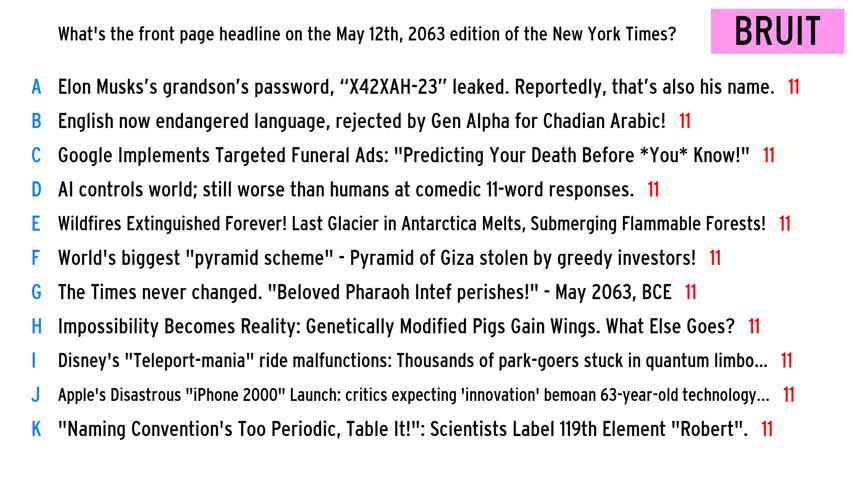 What's the front page headline on the May 12th, 2063 edition of the New York Times?
BRUIT
A Elon Musks’s grandson’s password, “X42XAH-23” leaked. Reportedly, that’s also his name. 11
B English now endangered language, rejected by Gen Alpha for Chadian Arabic! 11
C Google Implements Targeted Funeral Ads: "Predicting Your Death Before *You* Know!" 11
D AI controls world; still worse than humans at comedic 11-word responses. 11
E Wildfires Extinguished Forever! Last Glacier in Antarctica Melts, Submerging Flammable Forests! 11
F World's biggest "pyramid scheme" - Pyramid of Giza stolen by greedy investors! 11
G The Times never changed. "Beloved Pharaoh Intef perishes!" - May 2063, BCE 11
H Impossibility Becomes Reality: Genetically Modified Pigs Gain Wings. What Else Goes? 11
I Disney's "Teleport-mania" ride malfunctions: Thousands of park-goers stuck in quantum limbo... 11
J Apple's Disastrous "iPhone 2000" Launch: critics expecting 'innovation' bemoan 63-year-old technology... 11
K "Naming Convention's Too Periodic, Table It!": Scientists Label 119th Element "Robert". 11